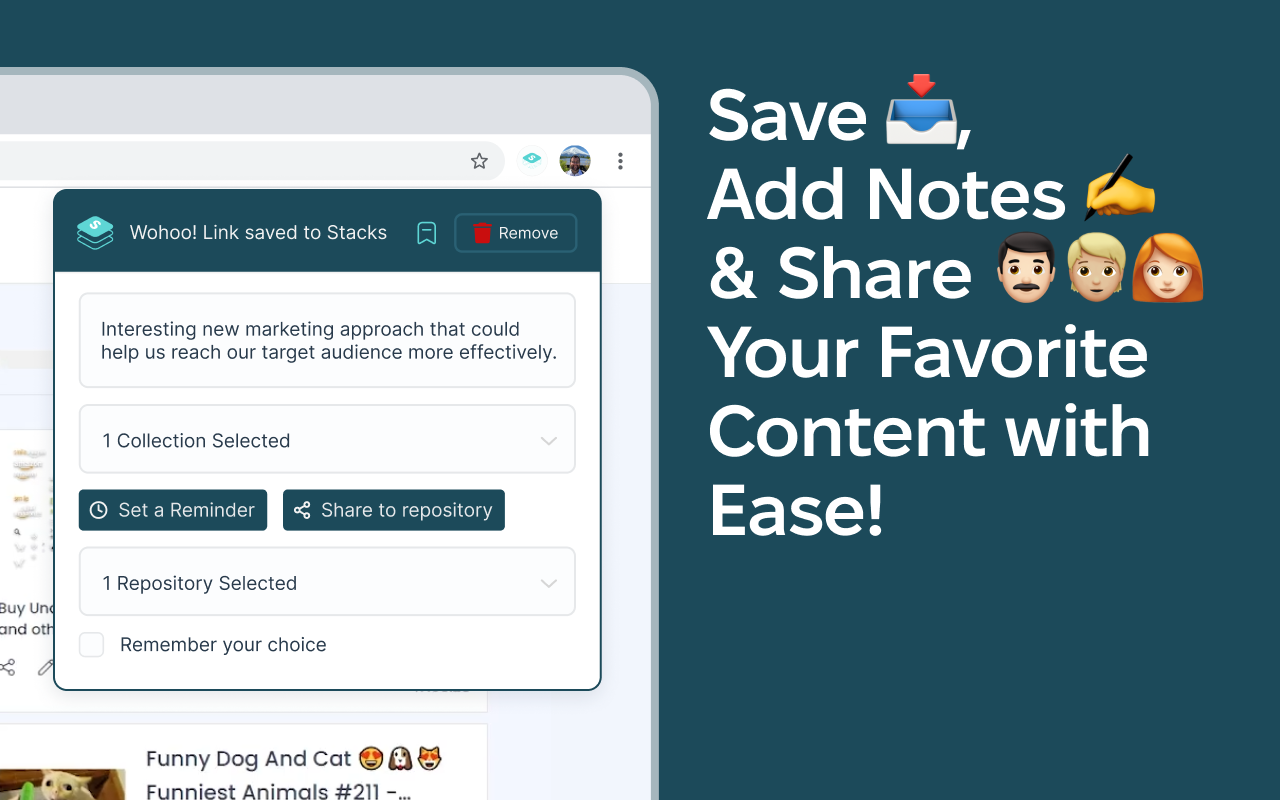 Save 📥,
Add Notes ✍
& Share
Your Favorite
Content with
Ease!
Wohoo! Link saved to Stacks
Remove
Interesting new marketing approach that could
help us reach our target audience more effectively.
1 Collection Selected
Set a Reminder
Share to repository
1 Repository Selected
Remember your choice
Buy
and
Funny Dog And Cat 😍🐶😻
Funniest Animals #211 -...